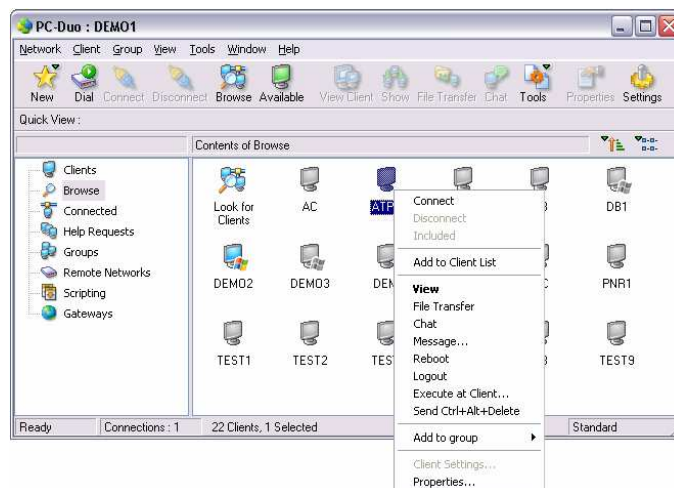 PC-Duo : DEMO1
Network Client Group View Tools Window Help
New Dial Connect Disconnect Browse Available View Client Show File Transfer Chat Tools Properties Settings
Quick View :
Contents of Browse
Clients
Browse
Connected
Help Requests
Groups
Remote Networks
Scripting
Gateways
Look for Clients
AC
ATP
DB1
DEMO2
DEMO3
DEM
PNR1
TEST1
TEST2
TES
TEST9
Connect
Disconnect
Included
Add to Client List
View
File Transfer
Chat
Message...
Reboot
Logout
Execute at Client...
Send Ctrl+Alt+Delete
Add to group
Client Settings...
Properties...
Ready Connections : 1 22 Clients, 1 Selected Standard